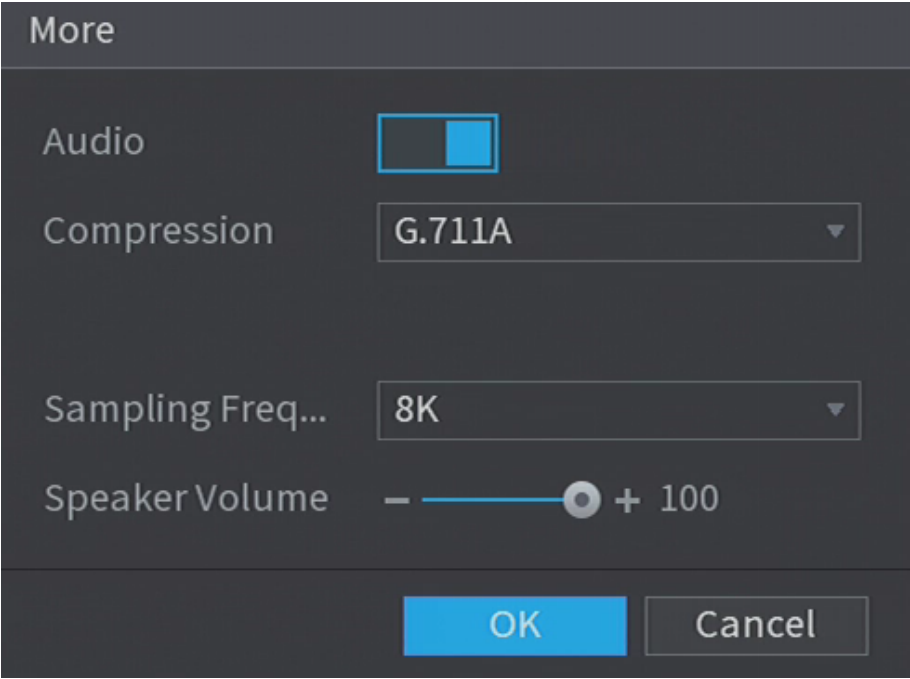 More
Audio
Compression G.711A
Sampling Freq... 8K
Speaker Volume − + 100
OK Cancel